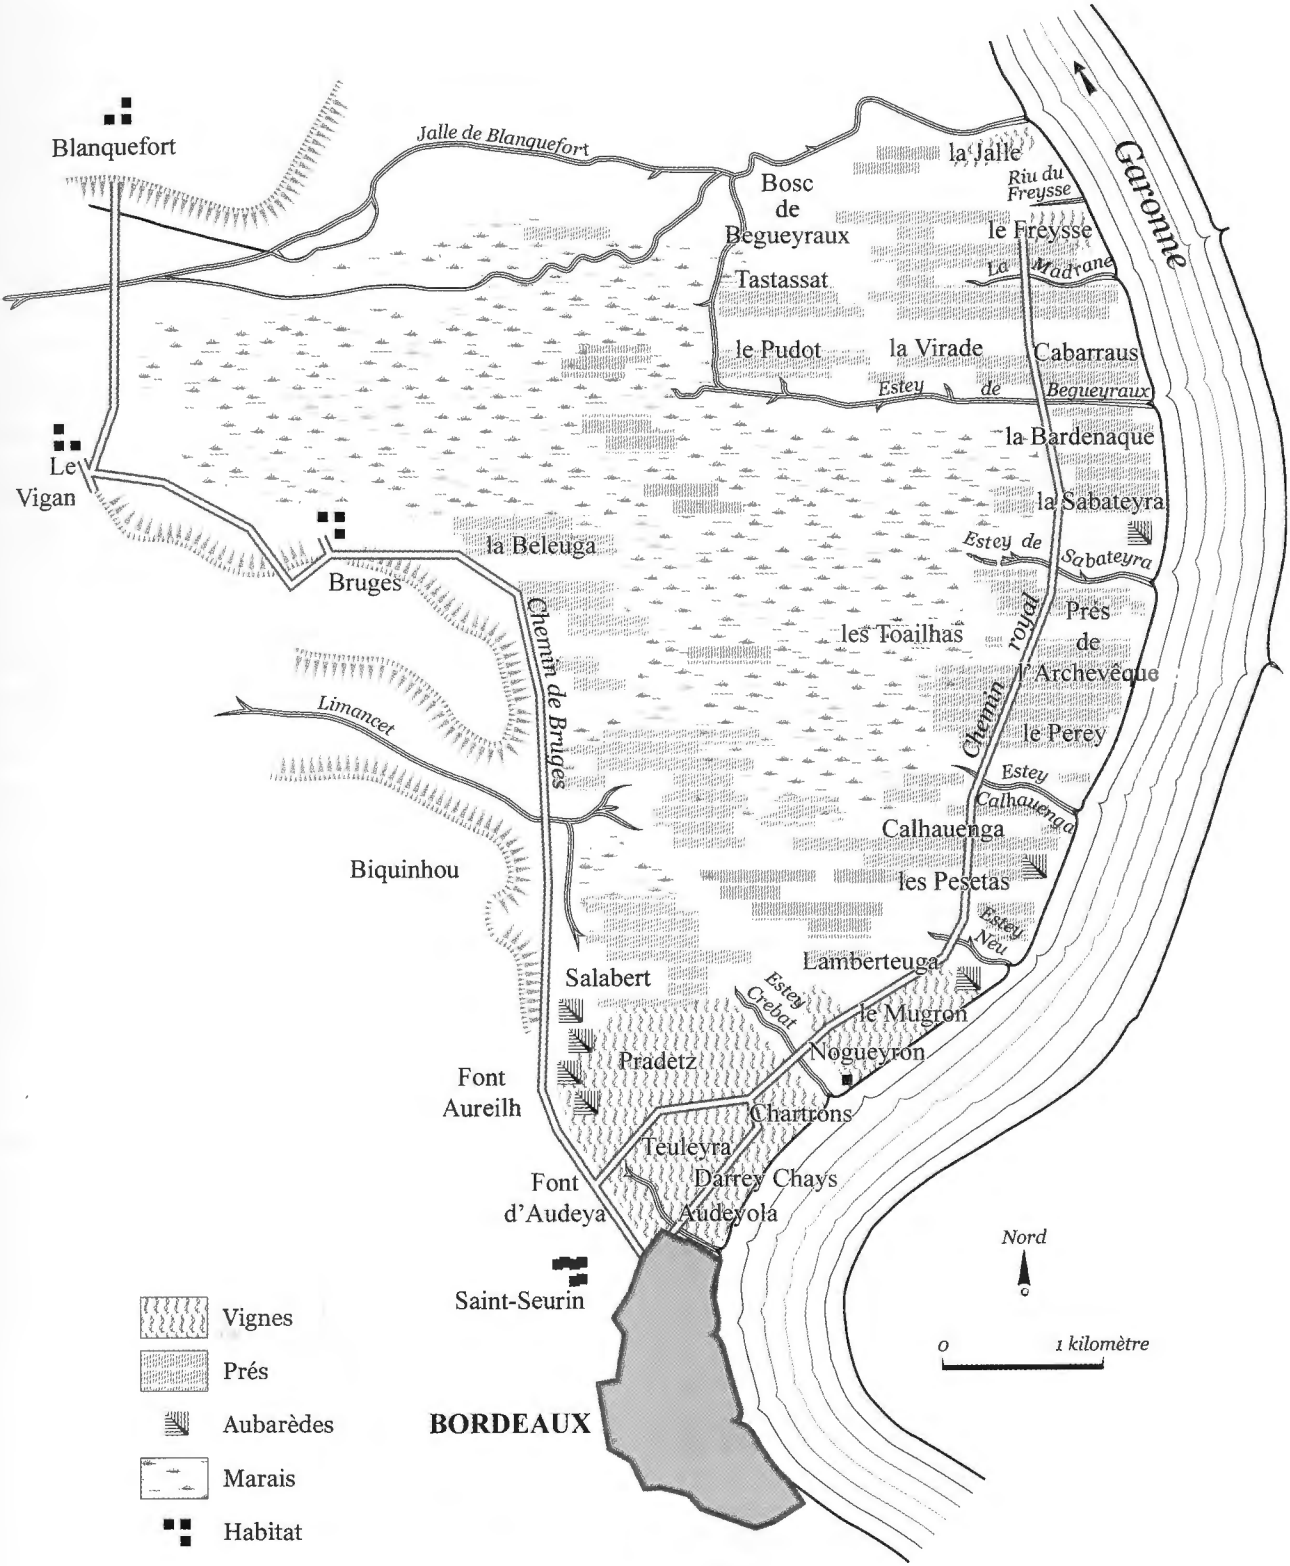 Blanquefort
Jalle de Blanquefort
la Jalle
Garonne
Riu du
Freysse
Bosc
de
Begueyraux
le Freysse
La Madrane
Tastassat
le Pudot
la Virade
Cabarraus
Estey de Begueyraux
la Bardenaque
Le
Vigan
la Sabateyra
la Beleuga
Estey de Sabateyra
Bruges
Chemin de Bruges
les Toailhas
Prés
de
l'Archevêque
Chemin royal
Limancet
le Perey
Estey
Calhauenga
Calhauenga
Biquinhou
les Pesetas
Estey
Neu
Lamberteuga
Salabert
Estey
Crebat
le Mugron
Pradetz
Nogueyron
Font
Aureilh
Chartrons
Teuleyra
Font
d'Audeya
Darrey Chays
Audeyola
Saint-Seurin
Nord
0 1 kilomètre
BORDEAUX
Vignes
Prés
Aubarèdes
Marais
Habitat